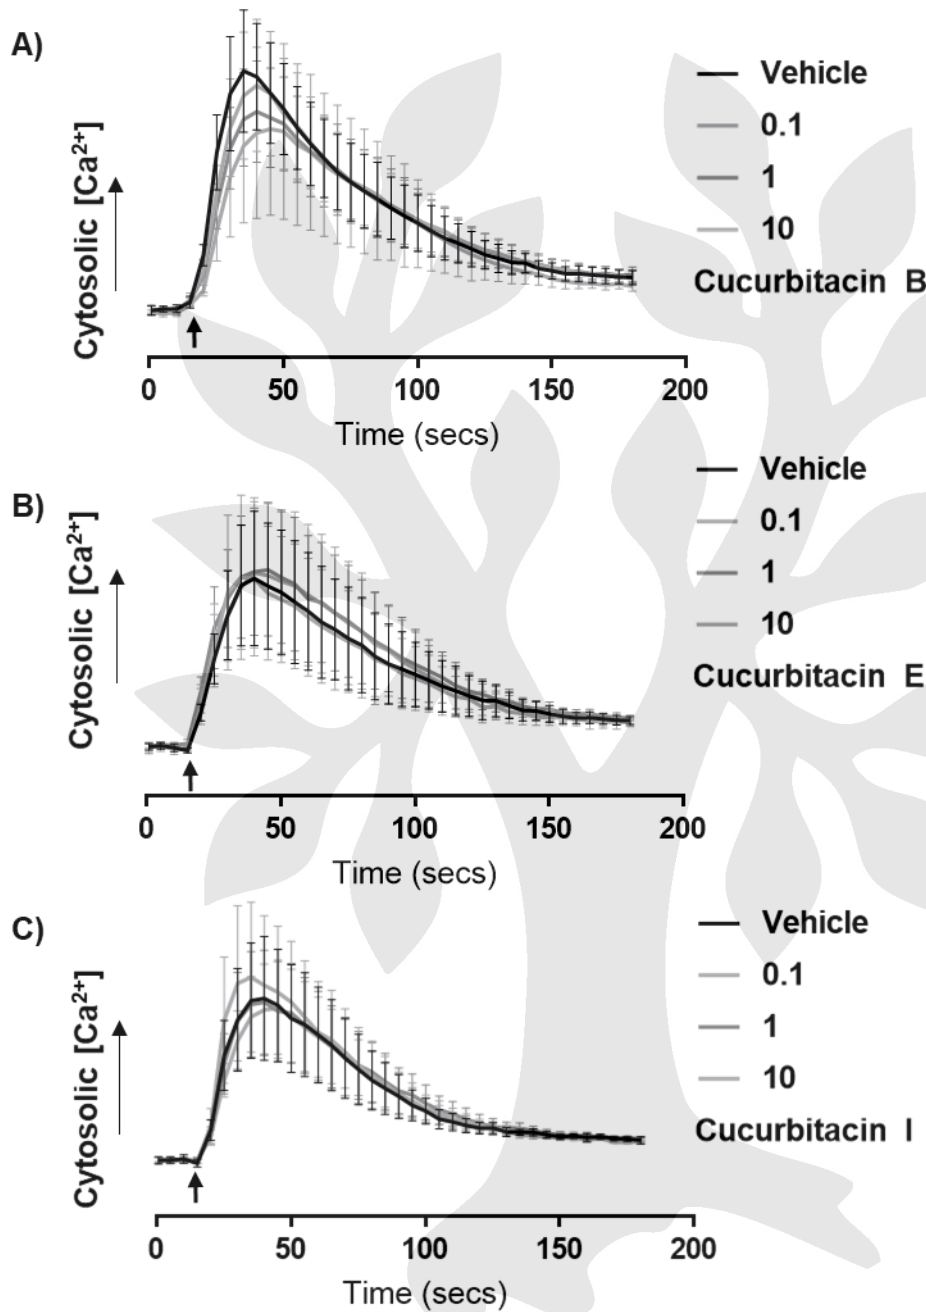 A)
Cytosolic [Ca²⁺]
Vehicle
0.1
1
10
Cucurbitacin B
0 50 100 150 200
Time (secs)
B)
Cytosolic [Ca²⁺]
Vehicle
0.1
1
10
Cucurbitacin E
0 50 100 150 200
Time (secs)
C)
Cytosolic [Ca²⁺]
Vehicle
0.1
1
10
Cucurbitacin I
0 50 100 150 200
Time (secs)